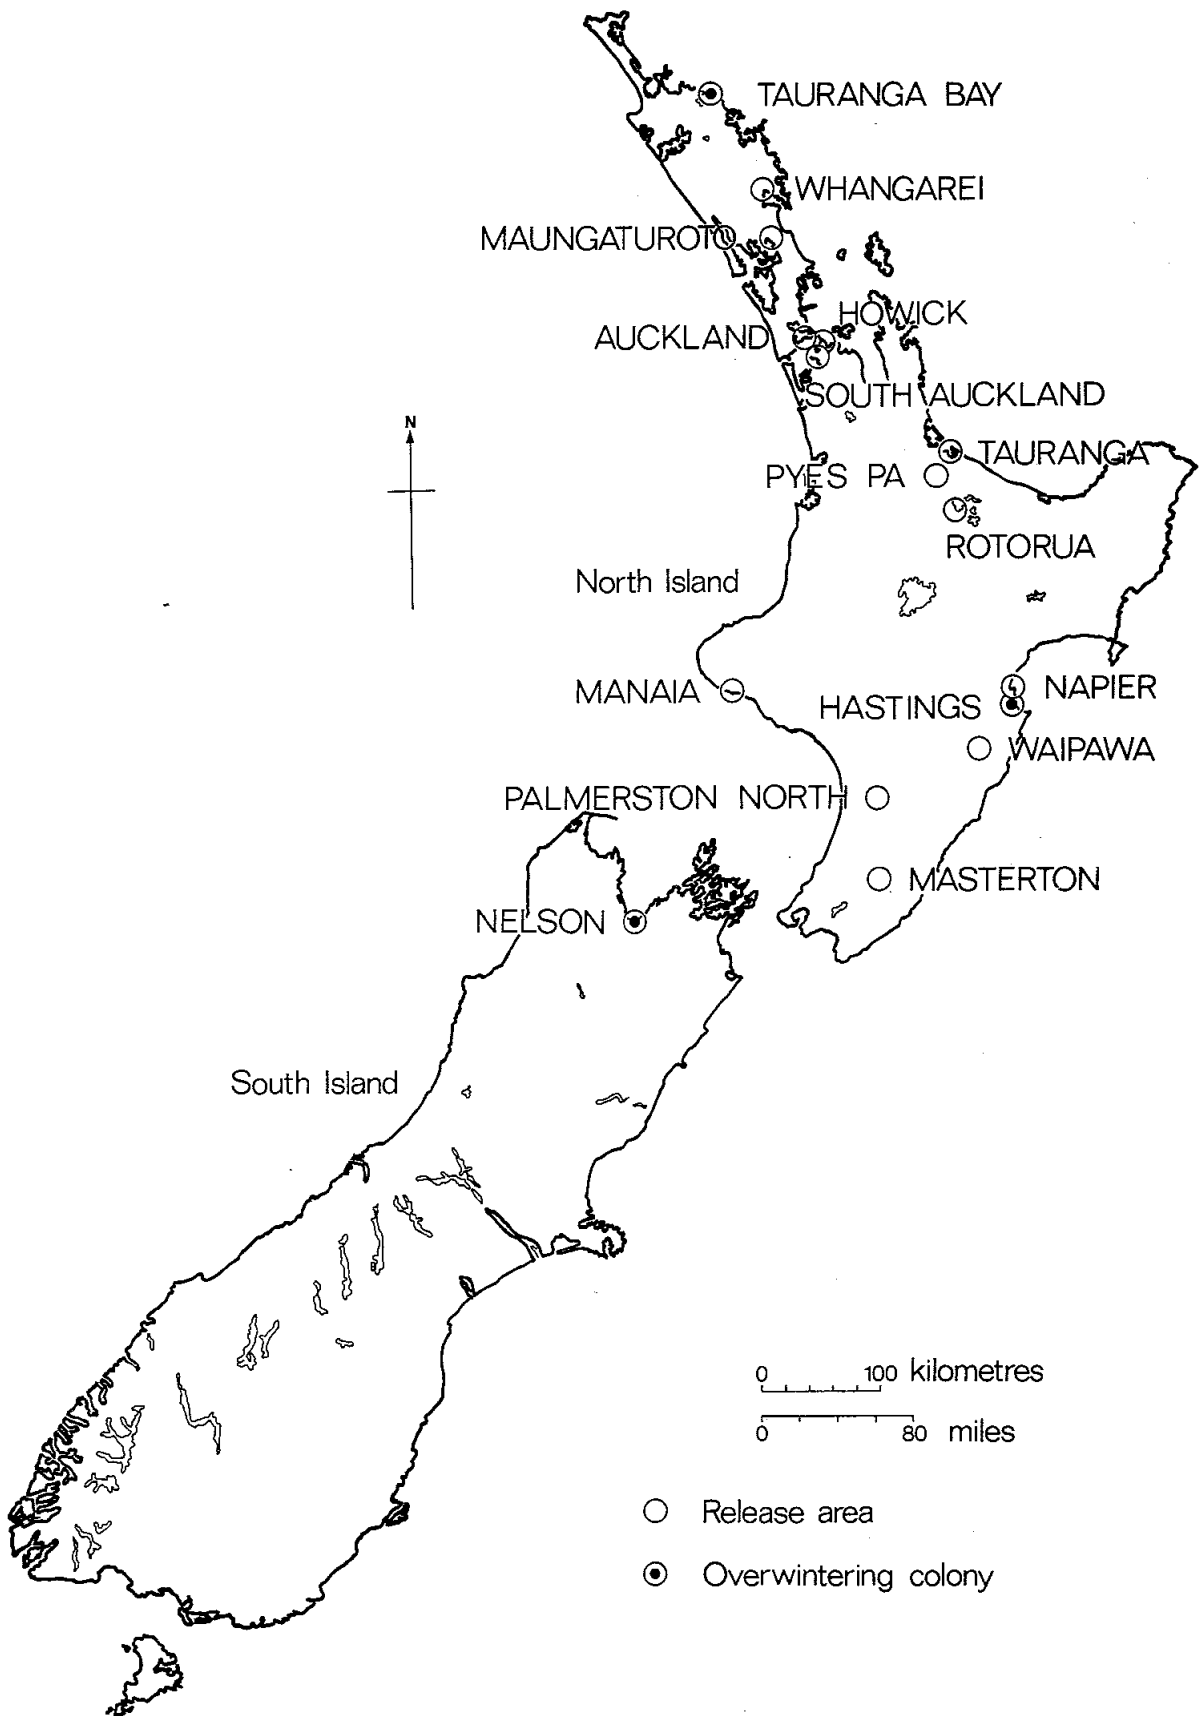 TAURANGA BAY
WHANGAREI
MAUNGATUROTO
HOWICK
AUCKLAND
SOUTH AUCKLAND
N
TAURANGA
PYES PA
ROTORUA
North Island
MANAIA
NAPIER
HASTINGS
WAIPAWA
PALMERSTON NORTH
MASTERTON
NELSON
South Island
0 100 kilometres
0 80 miles
Release area
Overwintering colony